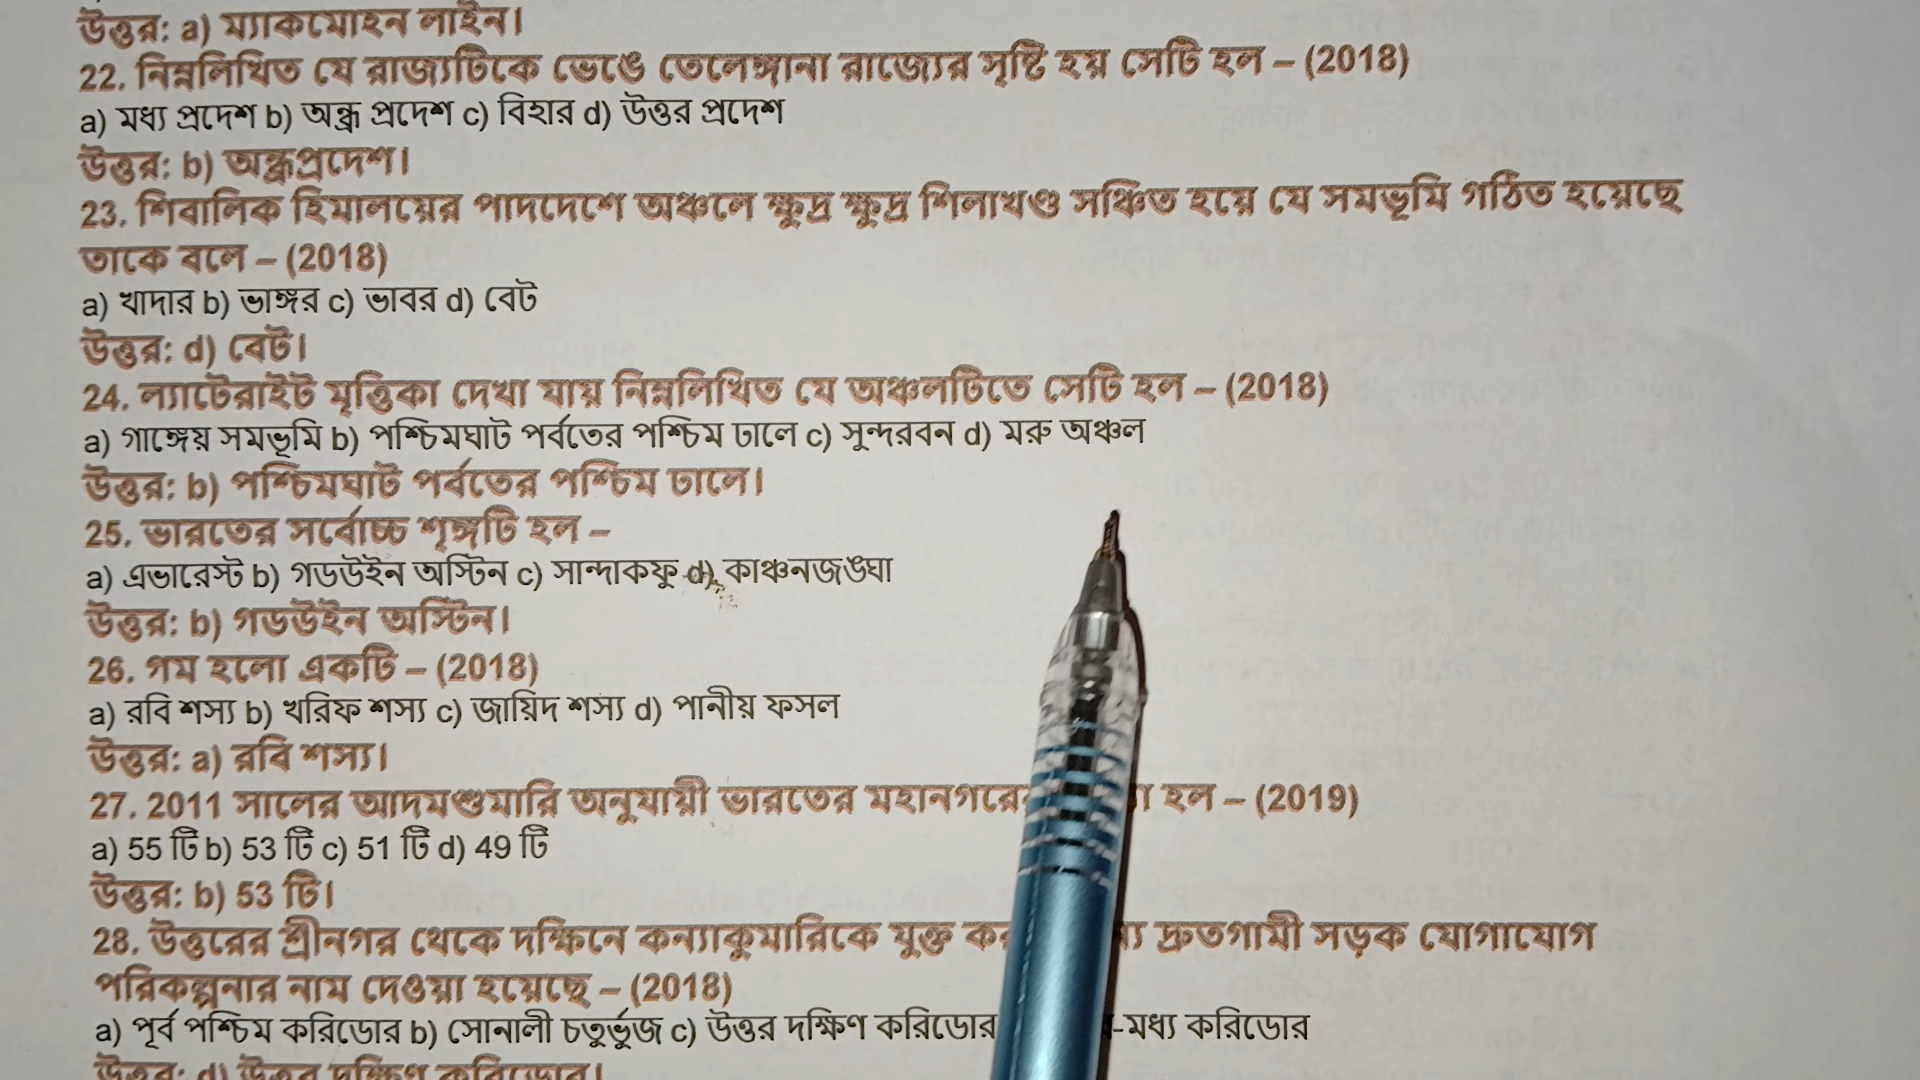 উত্তর: a) ম্যাকমোহন লাইন।
22. নিম্নলিখিত যে রাজ্যটিকে ভেঙে তেলেঙ্গানা রাজ্যের সৃষ্টি হয় সেটি হল – (2018)
a) মধ্য প্রদেশ b) অন্ধ্র প্রদেশ c) বিহার d) উত্তর প্রদেশ
উত্তর: b) অন্ধ্রপ্রদেশ।
23. শিবালিক হিমালয়ের পাদদেশে অঞ্চলে ক্ষুদ্র ক্ষুদ্র শিলাখণ্ড সঞ্চিত হয়ে যে সমভূমি গঠিত হয়েছে
তাকে বলে – (2018)
a) খাদার b) ভাঙ্গর c) ভাবর d) বেট
উত্তর: d) বেট।
24. ল্যাটেরাইট মৃত্তিকা দেখা যায় নিম্নলিখিত যে অঞ্চলটিতে সেটি হল – (2018)
a) গাঙ্গেয় সমভূমি b) পশ্চিমঘাট পর্বতের পশ্চিম ঢালে c) সুন্দরবন d) মরু অঞ্চল
উত্তর: b) পশ্চিমঘাট পর্বতের পশ্চিম ঢালে।
25. ভারতের সর্বোচ্চ শৃঙ্গটি হল –
a) এভারেস্ট b) গডউইন অস্টিন c) সান্দাকফু d) কাঞ্চনজঙ্ঘা
উত্তর: b) গডউইন অস্টিন।
26. গম হলো একটি – (2018)
a) রবি শস্য b) খরিফ শস্য c) জায়িদ শস্য d) পানীয় ফসল
উত্তর: a) রবি শস্য।
27. 2011 সালের আদমশুমারি অনুযায়ী ভারতের মহানগরের হল – (2019)
a) 55 টি b) 53 টি c) 51 টি d) 49 টি
উত্তর: b) 53 টি।
28. উত্তরের শ্রীনগর থেকে দক্ষিনে কন্যাকুমারিকে যুক্ত দ্রুতগামী সড়ক যোগাযোগ
পরিকল্পনার নাম দেওয়া হয়েছে – (2018)
a) পূর্ব পশ্চিম করিডোর b) সোনালী চতুর্ভুজ c) উত্তর দক্ষিণ করিডোর -মধ্য করিডোর
উত্তর: d) উত্তর দক্ষিণ করিডোর।